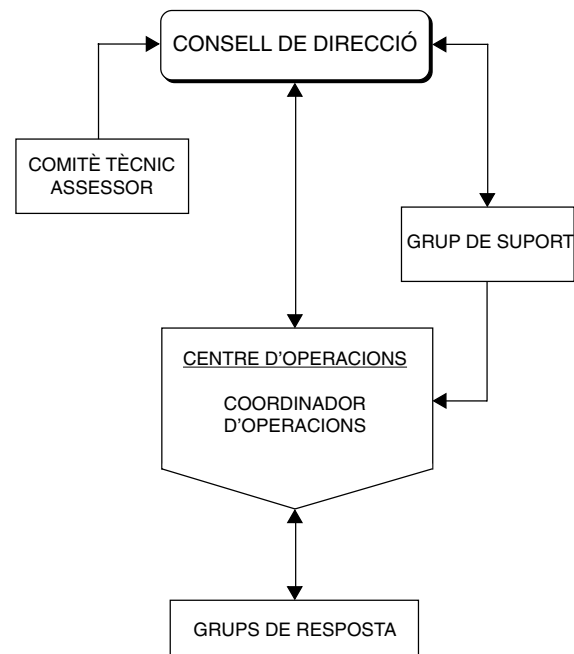 CONSELL DE DIRECCIÓ
COMITÈ TÈCNIC
ASSESSOR
GRUP DE SUPORT
CENTRE D'OPERACIONS
COORDINADOR
D'OPERACIONS
GRUPS DE RESPOSTA